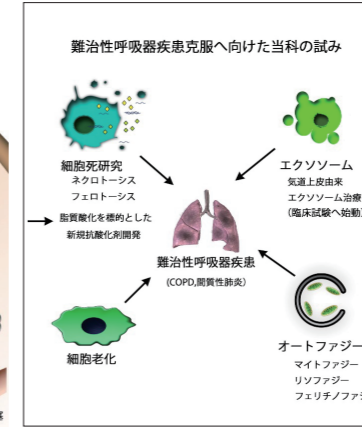 難治性呼吸器疾患克服へ向けた当科の試み
細胞死研究
ネクロトーシス
フェロトーシス
脂質酸化を標的とした
新規抗酸化剤開発
エクソソーム
気道上皮由来
エクソソーム治療
(臨床試験へ始動)
難治性呼吸器疾患
(COPD,間質性肺炎)
細胞老化
オートファジー
マイトファジー
リソファジー
フェリチノファジ